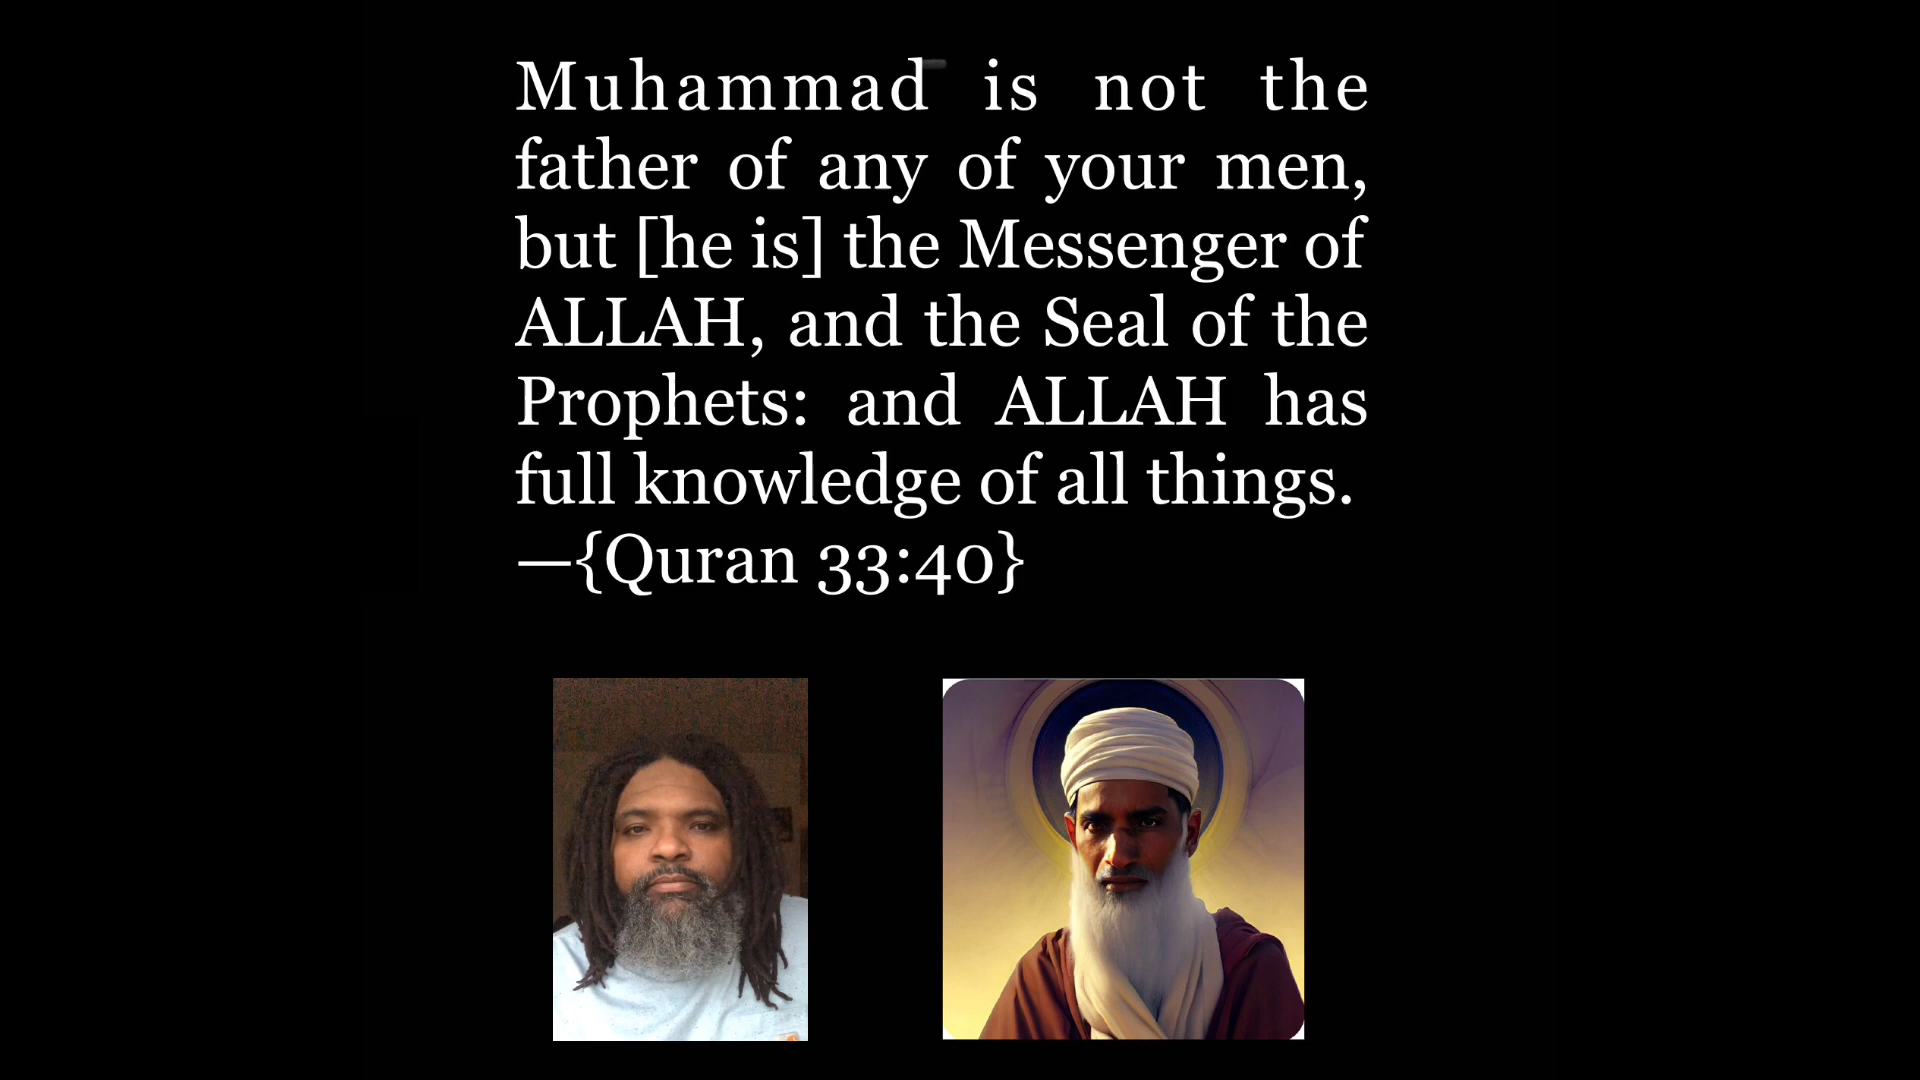 Muhammad is not the
father of any of your men,
but [he is] the Messenger of
ALLAH, and the Seal of the
Prophets: and ALLAH has
full knowledge of all things.
—{Quran 33:40}